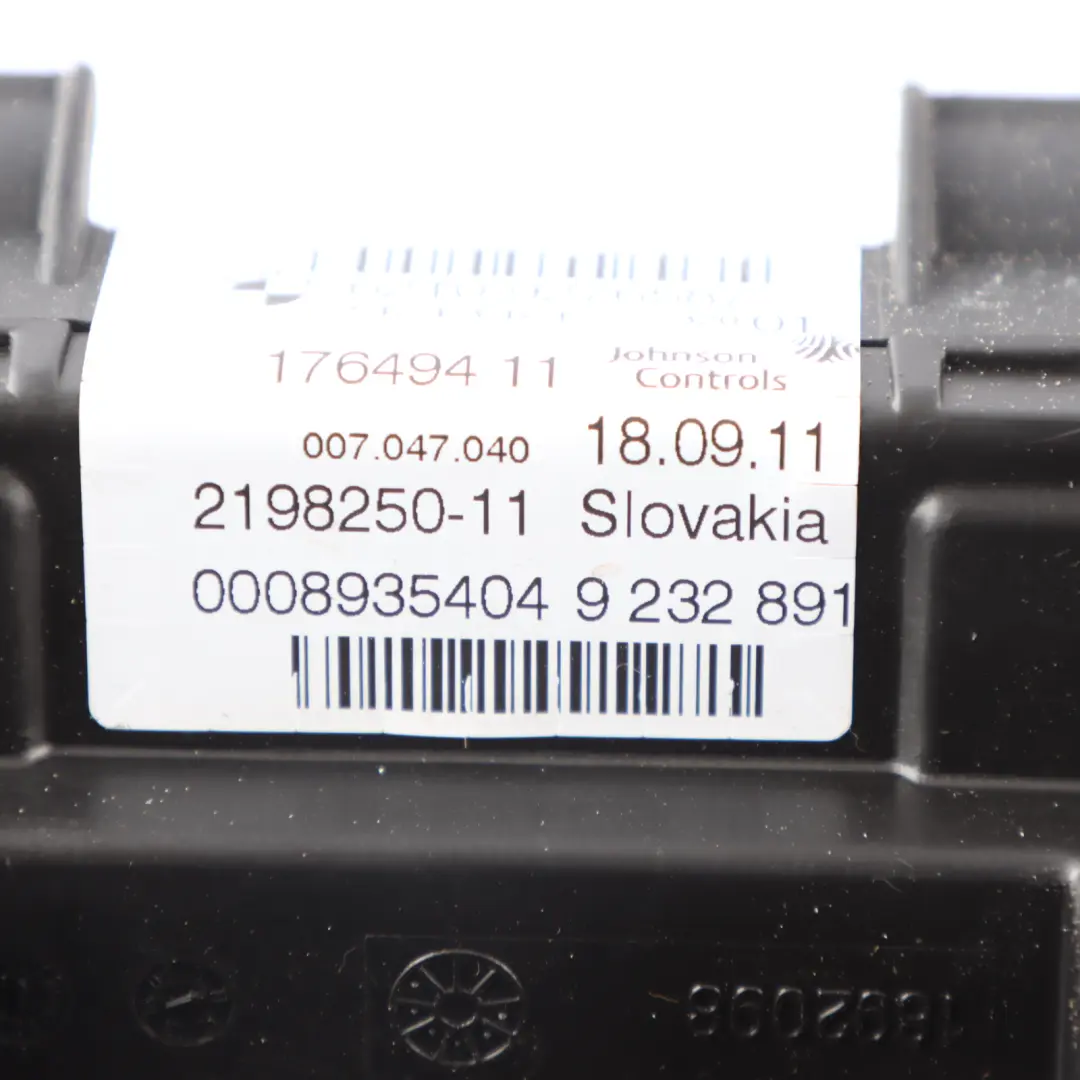 176494 11 Johnson Controls
007.047.040 18.09.11
2198250-11 Slovakia
0008935404 9 232 891